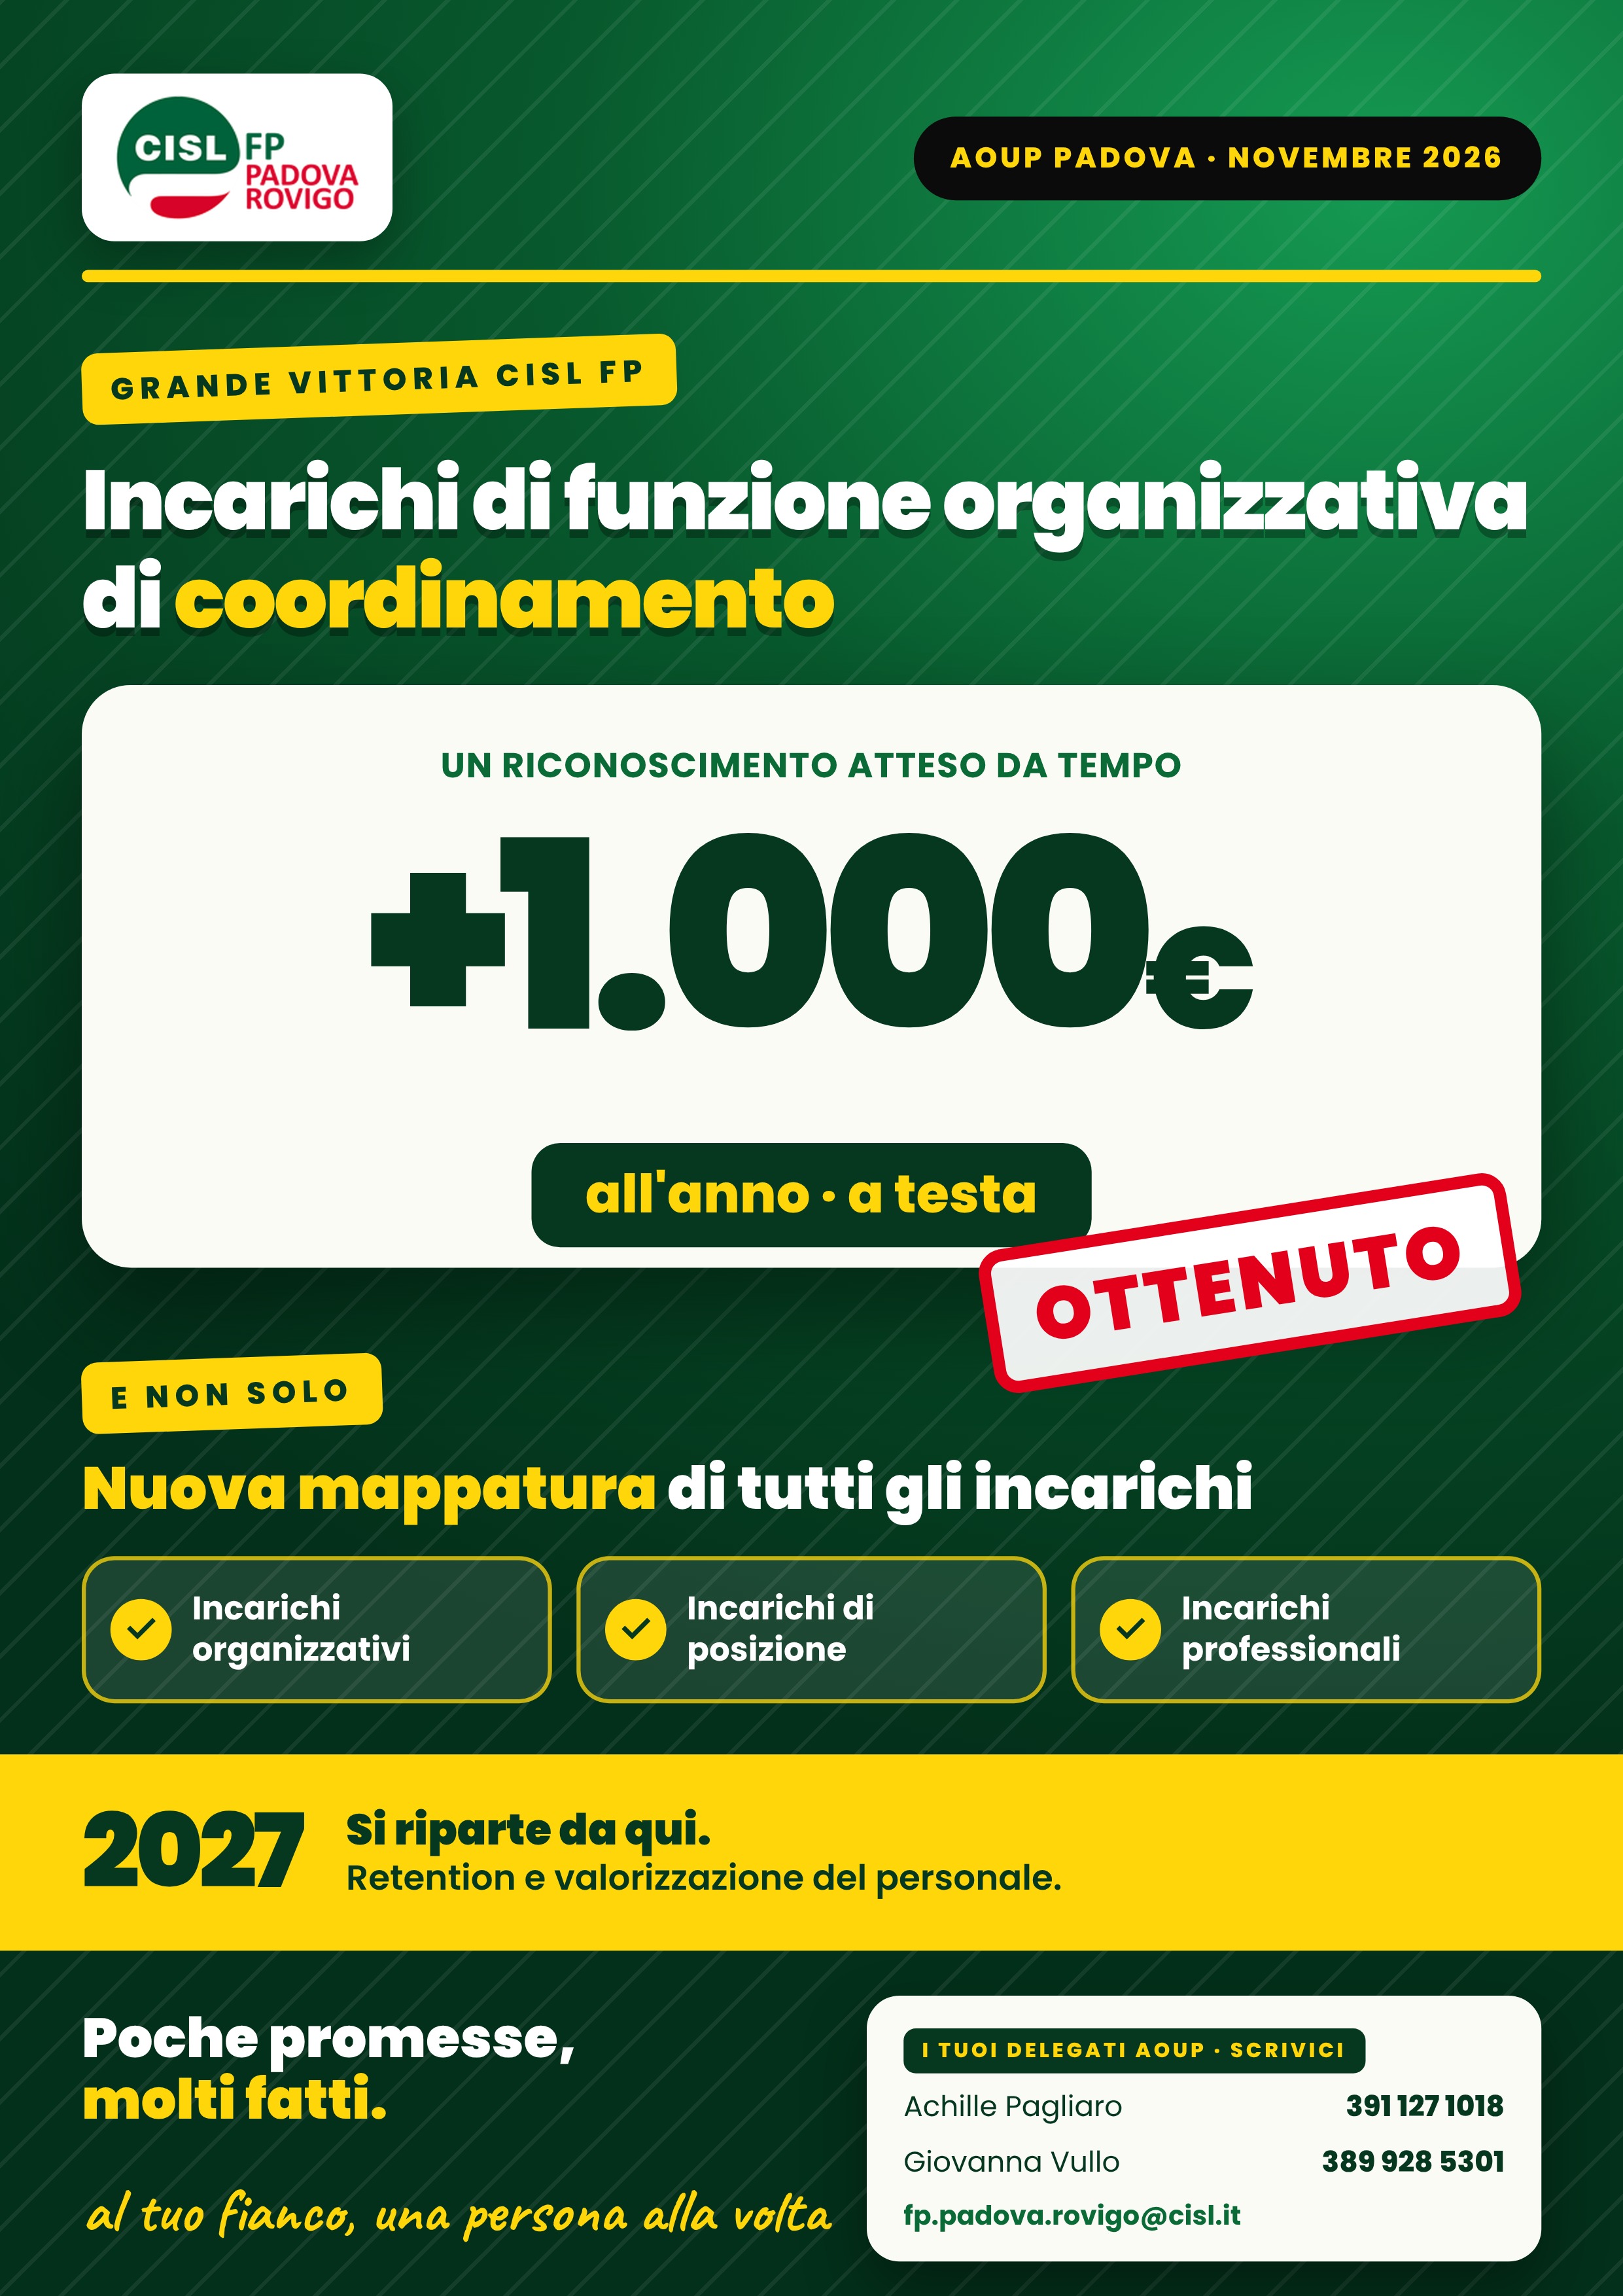 CISL FP
PADOVA
ROVIGO
AOUP PADOVA · NOVEMBRE 2026
GRANDE VITTORIA CISL FP
Incarichi di funzione organizzativa
di coordinamento
UN RICONOSCIMENTO ATTESO DA TEMPO
+1.000€
all'anno · a testa
OTTENUTO
E NON SOLO
Nuova mappatura di tutti gli incarichi
Incarichi
organizzativi
Incarichi di
posizione
Incarichi
professionali
2027
Si riparte da qui.
Retention e valorizzazione del personale.
Poche promesse,
molti fatti.
al tuo fianco, una persona alla volta
I TUOI DELEGATI AOUP · SCRIVICI
Achille Pagliaro 391 127 1018
Giovanna Vullo 389 928 5301
fp.padova.rovigo@cisl.it